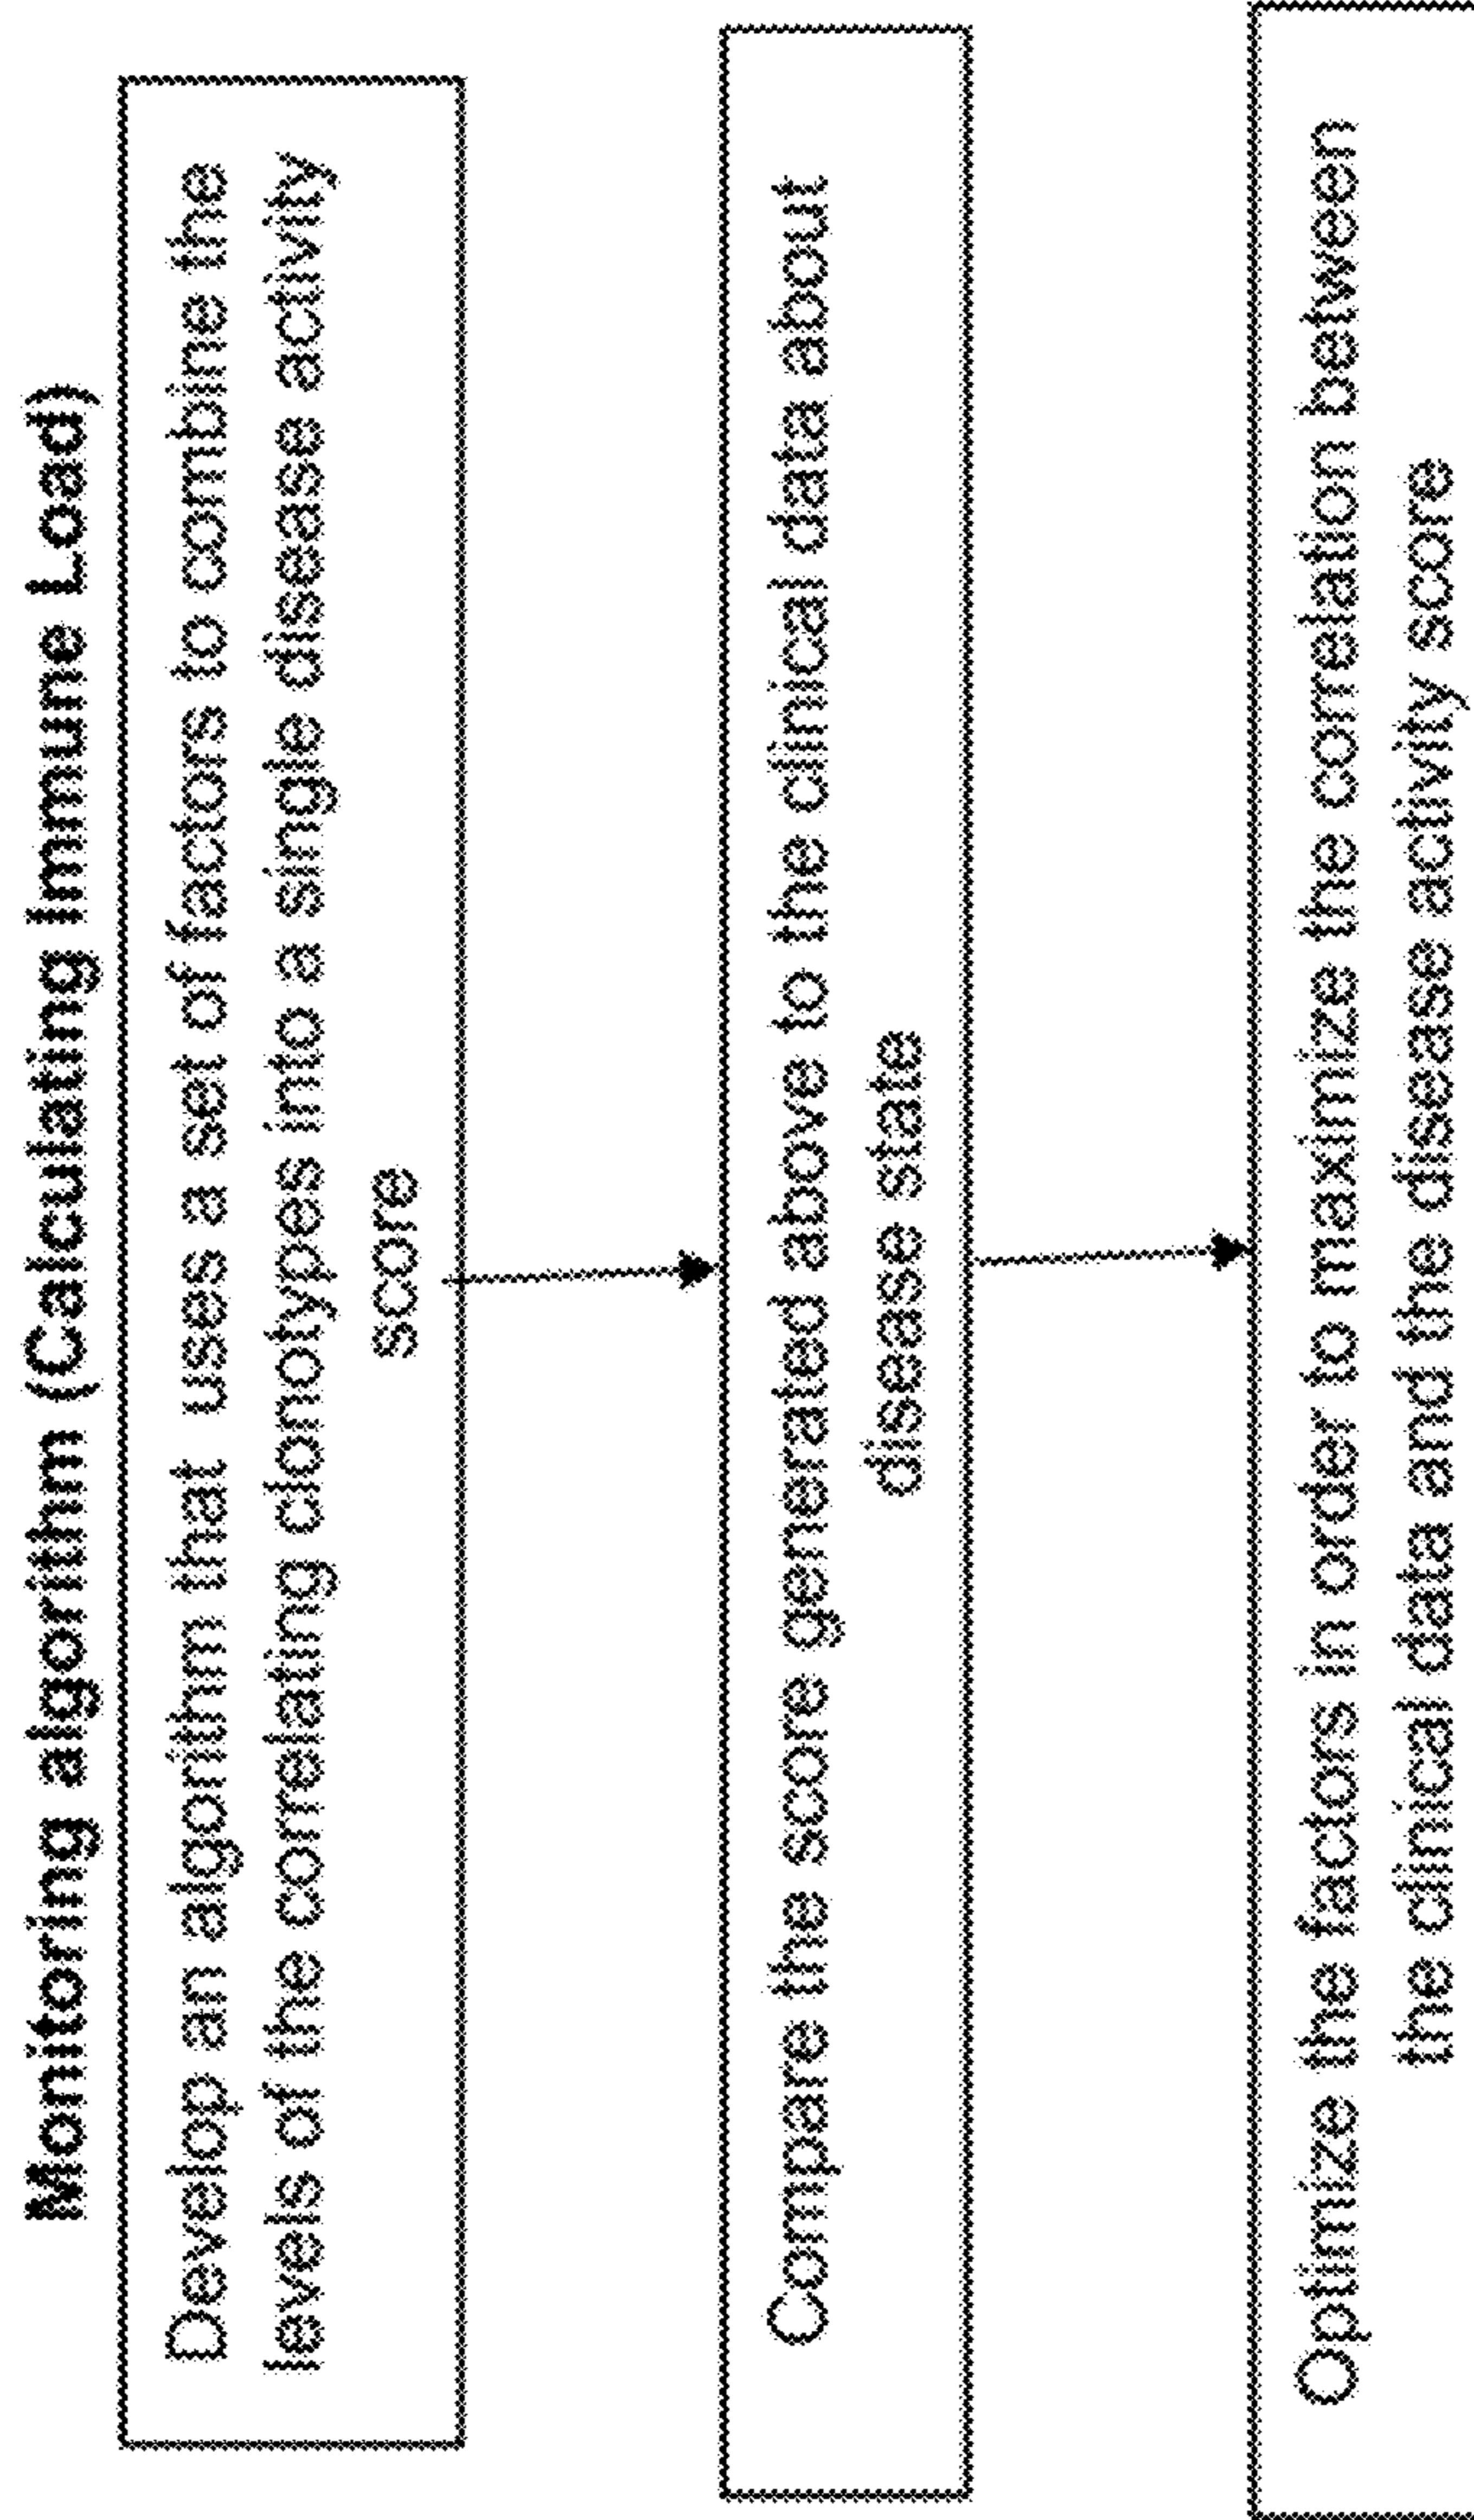 Monitoring algorithm (Calculating Immune Load)
Develop an algorithm that uses a set of factors to combine the
levels of the correlating clonotypes into a single disease activity
score
Compare the score generated above to the clinical data about
disease state
Optimize the factors in order to maximize the correlation between
the clinical data and the disease activity score